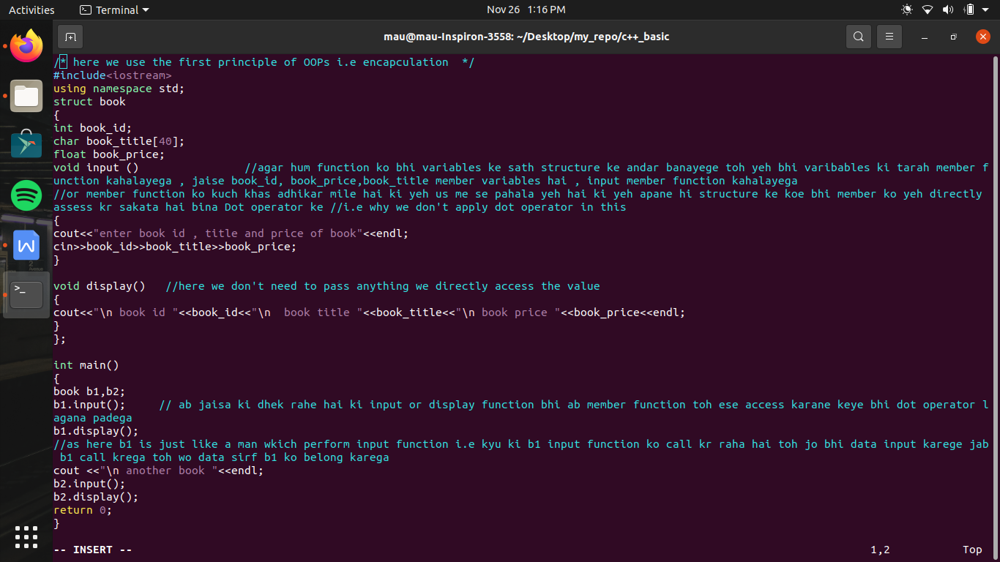 Activities Terminal Nov 26 1:16 PM
mau@mau-Inspiron-3558: ~/Desktop/my_repo/c++_basic
/* here we use the first principle of OOPs i.e encapculation  */
#include<iostream>
using namespace std;
struct book
{
int book_id;
char book_title[40];
float book_price;
void input ()                //agar hum function ko bhi variables ke sath structure ke andar banayege toh yeh bhi varibables ki tarah member f
unction kahalayega , jaise book_id, book_price,book_title member variables hai , input member function kahalayega
//or member function ko kuch khas adhikar mile hai ki yeh us me se pahala yeh hai ki yeh apane hi structure ke koe bhi member ko yeh directly
assess kr sakata hai bina Dot operator ke //i.e why we don't apply dot operator in this
{
cout<<"enter book id , title and price of book"<<endl;
cin>>book_id>>book_title>>book_price;
}
void display()   //here we don't need to pass anything we directly access the value
{
cout<<"\n book id "<<book_id<<"\n  book title "<<book_title<<"\n book price "<<book_price<<endl;
}
};
int main()
{
book b1,b2;
b1.input();     // ab jaisa ki dhek rahe hai ki input or display function bhi ab member function toh ese access karane keye bhi dot operator l
agana padega
b1.display();
//as here b1 is just like a man wkich perform input function i.e kyu ki b1 input function ko call kr raha hai toh jo bhi data input karege jab
 b1 call krega toh wo data sirf b1 ko belong karega
cout <<"\n another book "<<endl;
b2.input();
b2.display();
return 0;
}
-- INSERT -- 1,2 Top